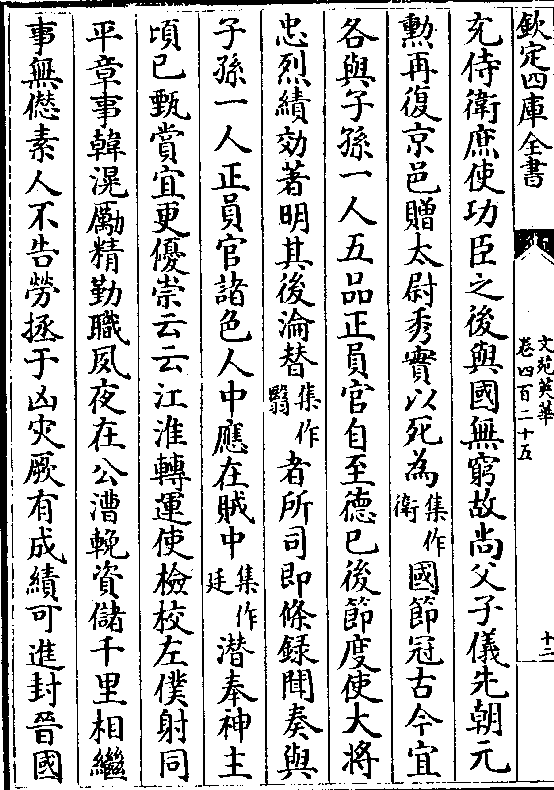 欽定四庫全書
文苑英華
卷四百二十五
十二
充侍衛庶使功臣之後與國無窮故尚父子儀先朝元
勲再復京邑贈太尉秀實以死為集作衛國節冠古今宜
各與子孫一人五品正員官自至德已後節度使大將
忠烈績効著明其後淪替集作翳者所司即條録聞奏與
子孫一人正員官諸色人中應在賊中集作廷潜奉神主
頃已甄賞宜更優崇云云江淮轉運使檢校左僕射同
平章事韓滉勵精勤職夙夜在公漕輓資儲千里相繼
事無愆素人不告勞拯于凶灾厥有成績可進封晉國